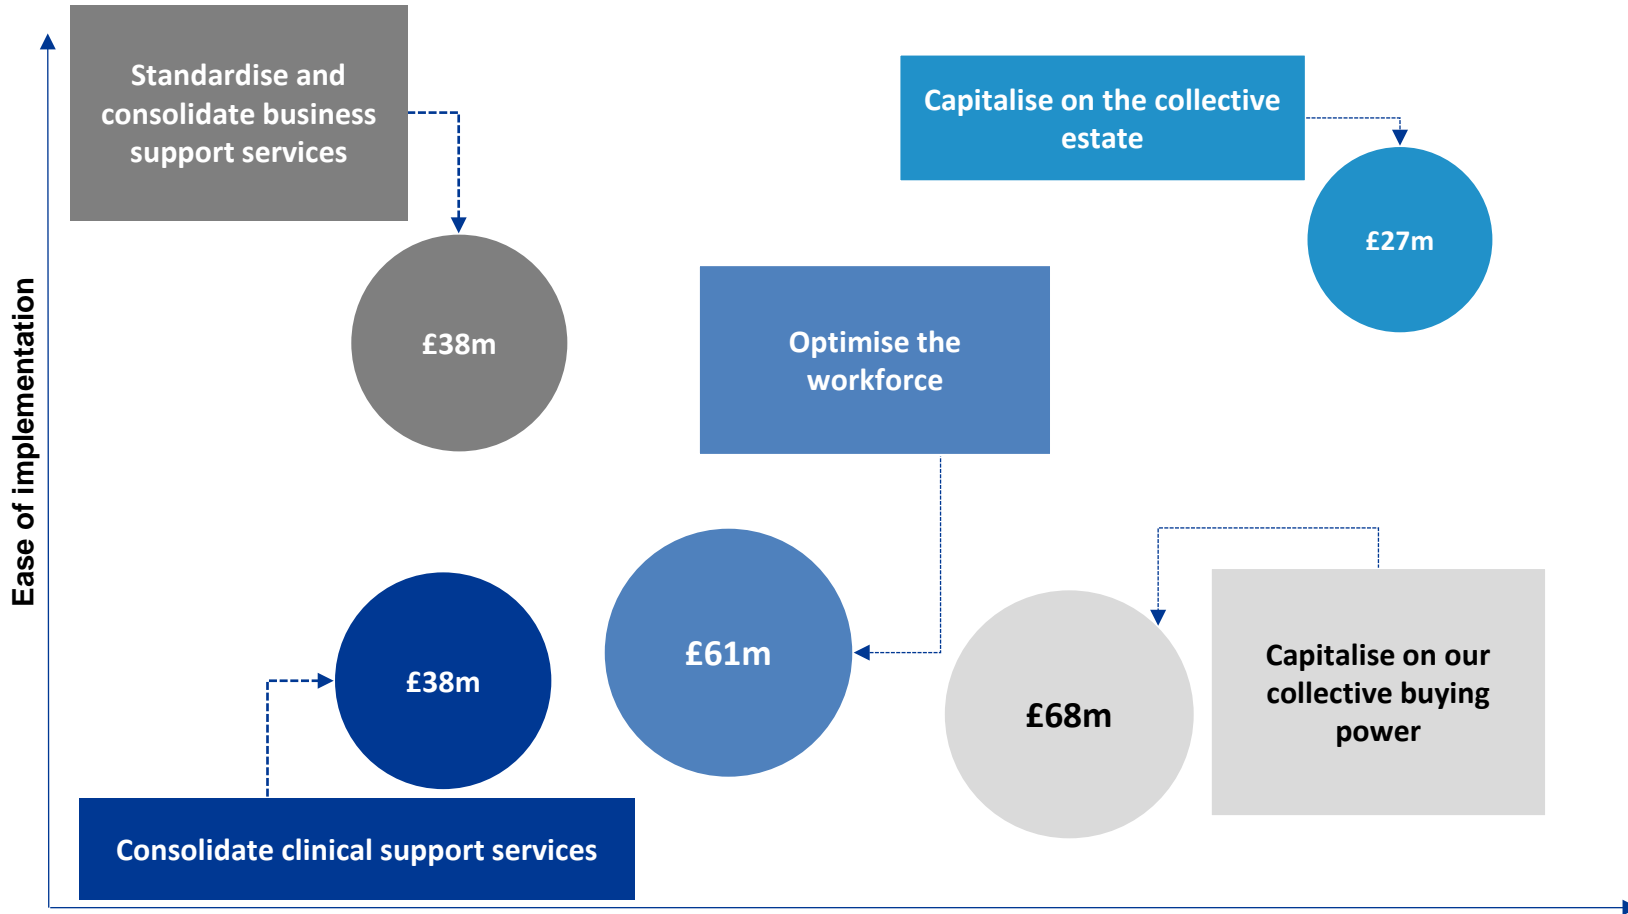 Standardise and
consolidate business
support services
Capitalise on the collective
estate
£27m
£38m
Optimise the
workforce
Ease of implementation
£61m
£38m
£68m
Capitalise on our
collective buying
power
Consolidate clinical support services